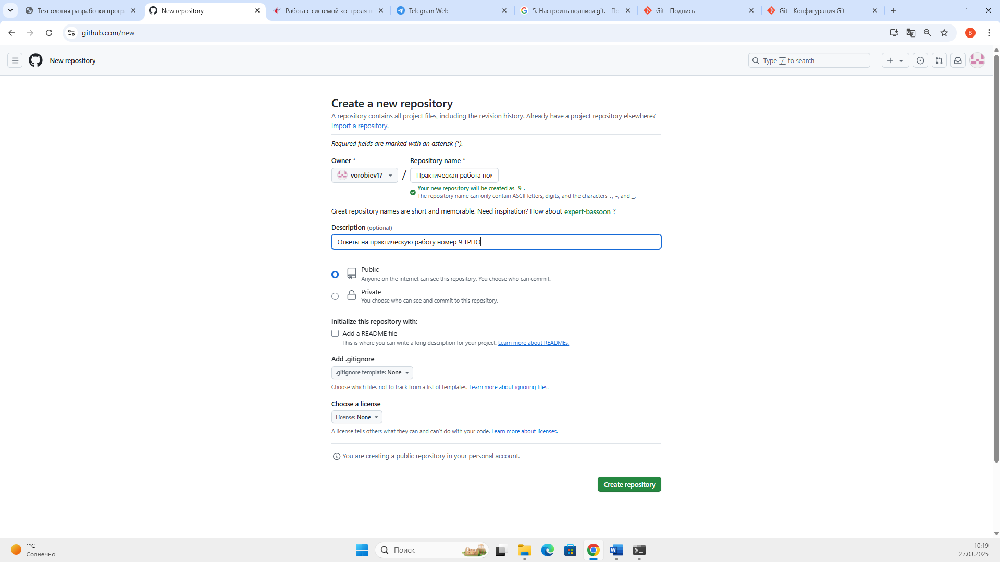 Технология разработки прогр
New repository
Работа с системой контроля в
Telegram Web
5. Настроить подписи git. - По
Git - Подпись
Git - Конфигурация Git
github.com/new
B
New repository
Type / to search
Create a new repository
A repository contains all project files, including the revision history. Already have a project repository elsewhere?
Import a repository.
Required fields are marked with an asterisk (*).
Owner *
Repository name *
vorobiev17
/
Практическая работа ном
Your new repository will be created as -9-.
The repository name can only contain ASCII letters, digits, and the characters ., -, and _.
Great repository names are short and memorable. Need inspiration? How about expert-bassoon ?
Description (optional)
Ответы на практическую работу номер 9 ТРПО
Public
Anyone on the internet can see this repository. You choose who can commit.
Private
You choose who can see and commit to this repository.
Initialize this repository with:
Add a README file
This is where you can write a long description for your project. Learn more about READMEs.
Add .gitignore
.gitignore template: None
Choose which files not to track from a list of templates. Learn more about ignoring files.
Choose a license
License: None
A license tells others what they can and can't do with your code. Learn more about licenses.
You are creating a public repository in your personal account.
Create repository
1°C
Солнечно
Поиск
10:19
27.03.2025